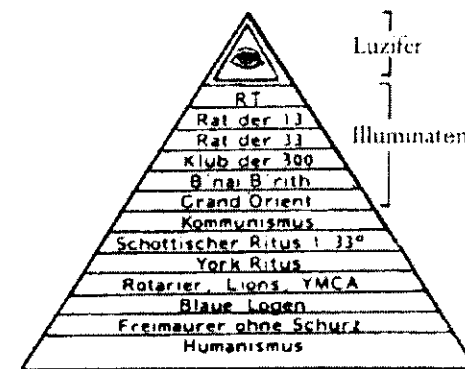 Luzifer
RT
Rat der 13
Rat der 33
Illuminaten
Klub der 300
B'nai B'rith
Grand Orient
Kommunismus
Schottischer Ritus 1 33°
York Ritus
Rotarier, Lions, YMCA
Blaue Logen
Freimaurer ohne Schurz
Humanismus